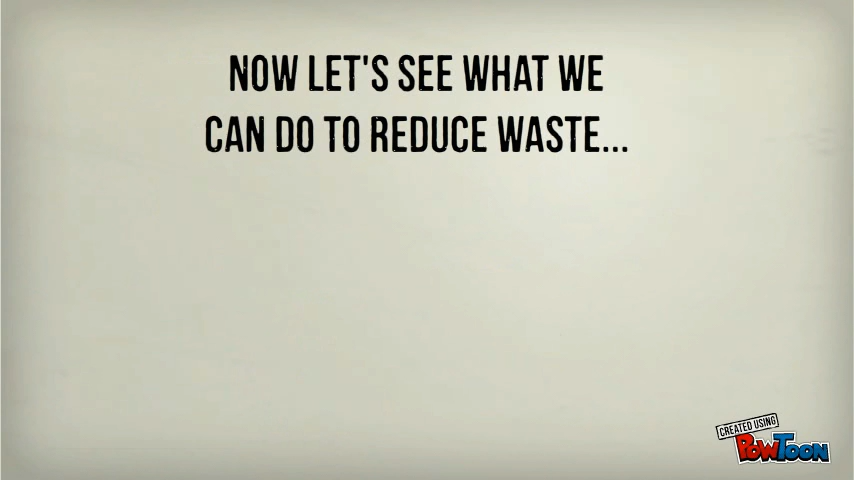 NOW LET'S SEE WHAT WE
CAN DO TO REDUCE WASTE...
CREATED USING
POWTOON